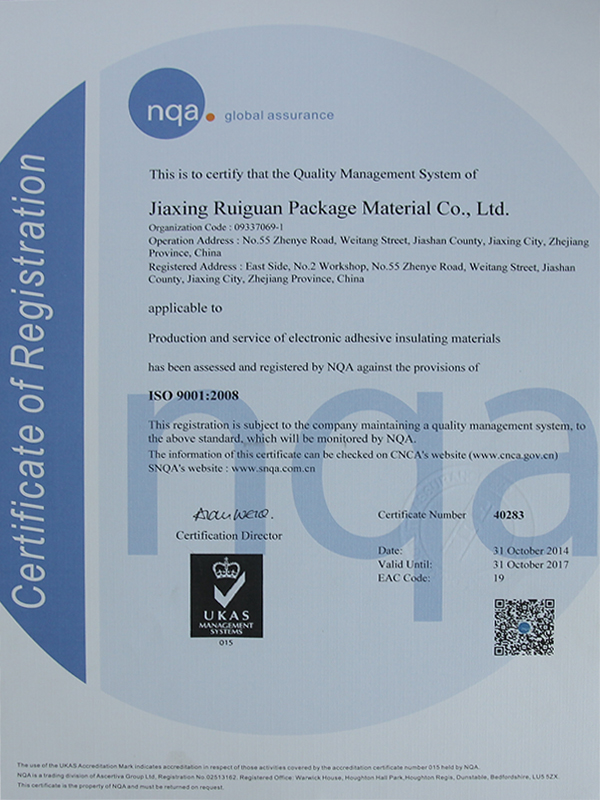 nqa.
global assurance
Certificate of Registration
This is to certify that the Quality Management System of
Jiaxing Ruiguan Package Material Co., Ltd.
Organization Code : 09337069-1
Operation Address : No.55 Zhenye Road, Weitang Street, Jiashan County, Jiaxing City, Zhejiang
Province, China
Registered Address : East Side, No.2 Workshop, No.55 Zhenye Road, Weitang Street, Jiashan
County, Jiaxing City, Zhejiang Province, China
applicable to
Production and service of electronic adhesive insulating materials
has been assessed and registered by NQA against the provisions of
ISO 9001:2008
This registration is subject to the company maintaining a quality management system, to
the above standard, which will be monitored by NQA.
The information of this certificate can be checked on CNCA's website (www.cnca.gov.cn)
SNQA's website : www.snqa.com.cn
nqa
Certification Director
Certificate Number 40283
Date: 31 October 2014
Valid Until: 31 October 2017
EAC Code: 19
UKAS
MANAGEMENT
SYSTEMS
015
The use of the UKAS Accreditation Mark indicates accreditation in respect of those activities covered by the accreditation certificate number 015 held by NQA.
NQA is a trading division of Ascertiva Group Ltd, Registration No.02513162. Registered Office: Warwick House, Houghton Hall Park, Houghton Regis, Dunstable, Bedfordshire, LU5 5ZX.
This certificate is the property of NQA and must be returned on request.